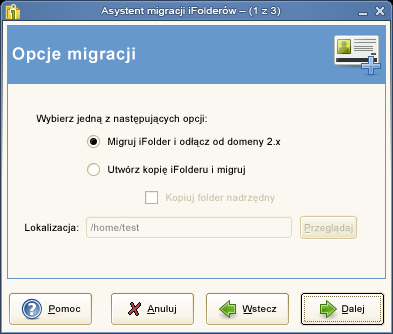 Asystent migracji iFolderów – (1 z 3)
Opcje migracji
Wybierz jedną z następujących opcji:
Migruj iFolder i odłącz od domeny 2.x
Utwórz kopię iFolderu i migruj
Kopiuj folder nadrzędny
Lokalizacja: /home/test Przeglądaj
Pomoc Anuluj Wstecz Dalej